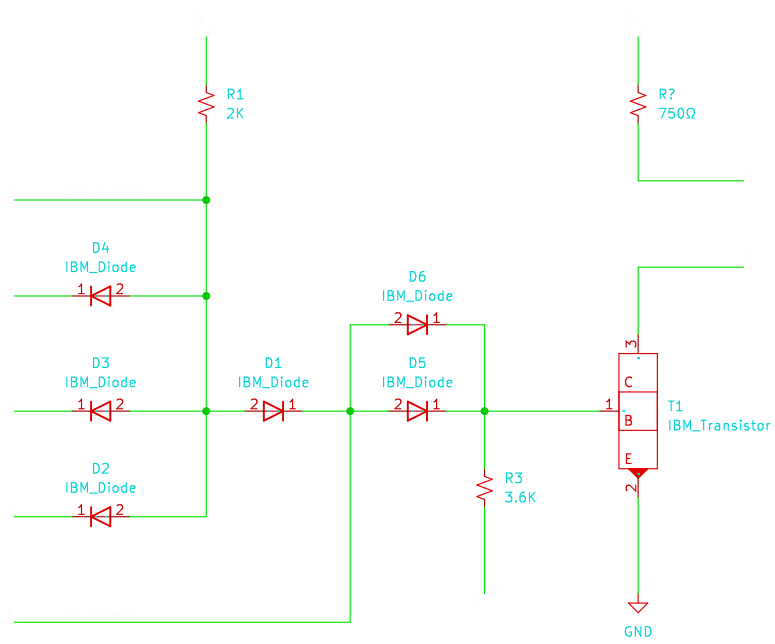 R1
2K
R?
750Ω
D4
IBM_Diode
1 2
D6
IBM_Diode
2 1
D3
IBM_Diode
1 2
D1
IBM_Diode
2 1
D5
IBM_Diode
2 1
3
C
1
B
E
2
T1
IBM_Transistor
D2
IBM_Diode
1 2
R3
3.6K
GND